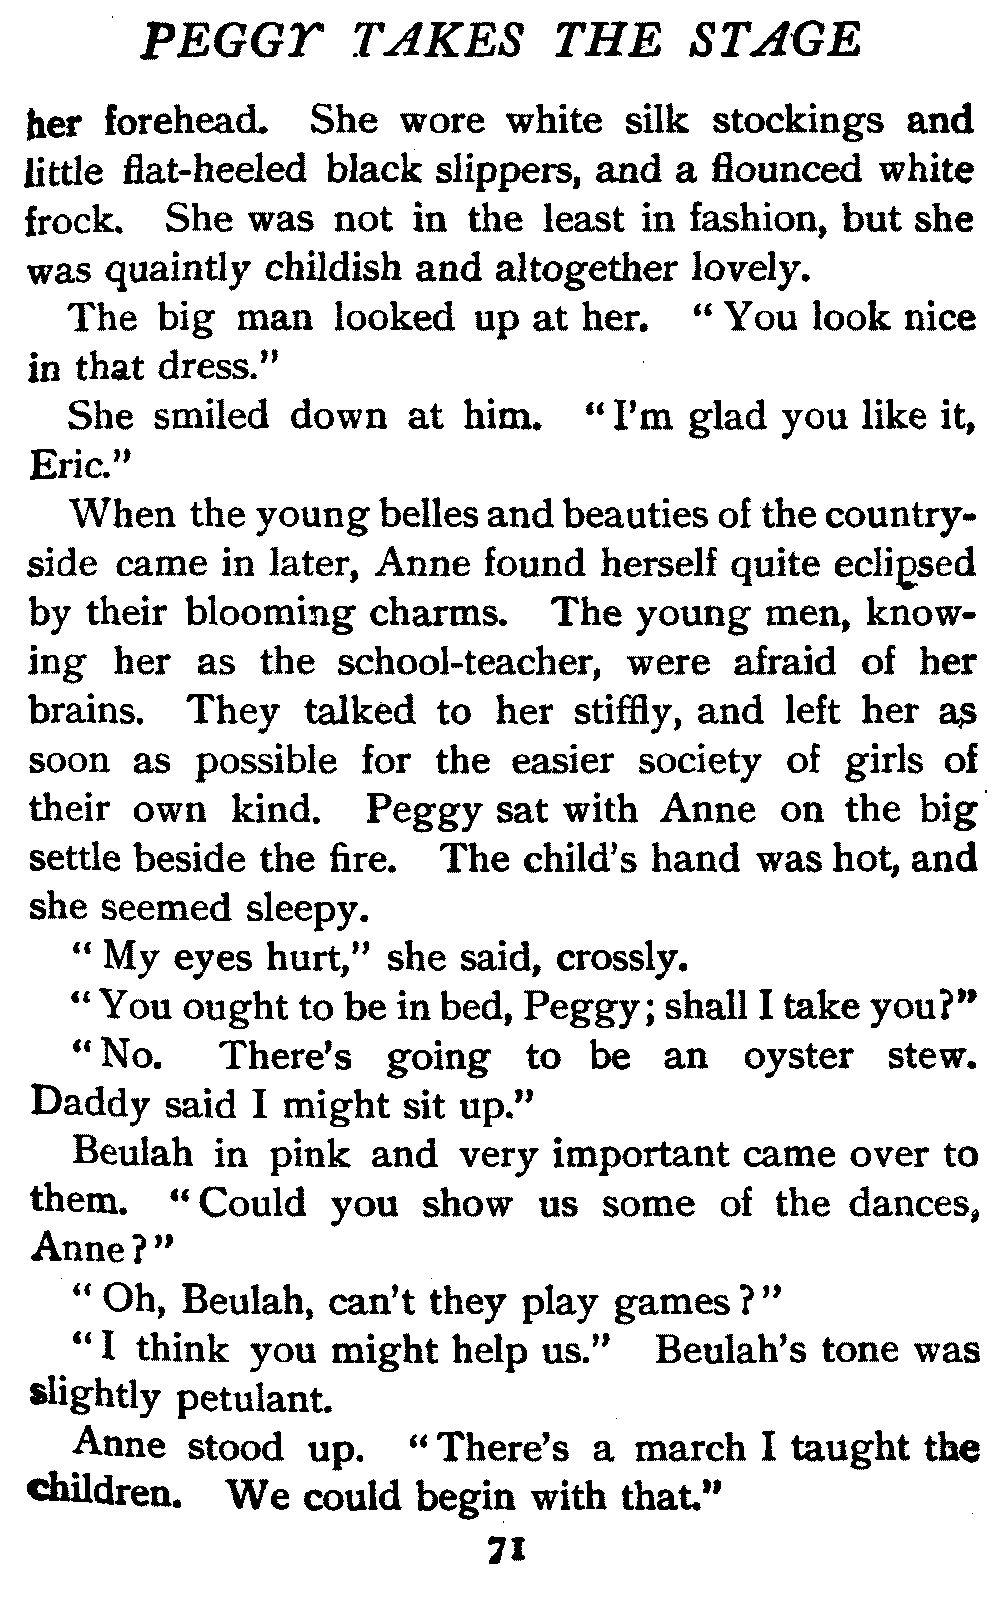 PEGGY TAKES THE STAGE
her forehead. She wore white silk stockings and
little flat-heeled black slippers, and a flounced white
frock. She was not in the least in fashion, but she
was quaintly childish and altogether lovely.
The big man looked up at her. “You look nice
in that dress.”
She smiled down at him. “I'm glad you like it,
Eric.”
When the young belles and beauties of the country-
side came in later, Anne found herself quite eclipsed
by their blooming charms. The young men, know-
ing her as the school-teacher, were afraid of her
brains. They talked to her stiffly, and left her as
soon as possible for the easier society of girls of
their own kind. Peggy sat with Anne on the big
settle beside the fire. The child's hand was hot, and
she seemed sleepy.
“My eyes hurt,” she said, crossly.
“You ought to be in bed, Peggy; shall I take you?”
“No. There's going to be an oyster stew.
Daddy said I might sit up.”
Beulah in pink and very important came over to
them. “Could you show us some of the dances,
Anne?”
“Oh, Beulah, can't they play games?”
“I think you might help us.” Beulah's tone was
slightly petulant.
Anne stood up. “There's a march I taught the
children. We could begin with that.”
71